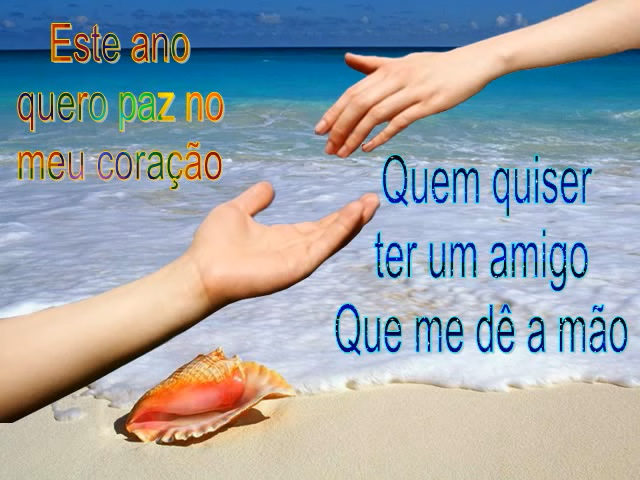 Este ano
quero paz no
meu coração
Quem quiser
ter um amigo
Que me dê a mão